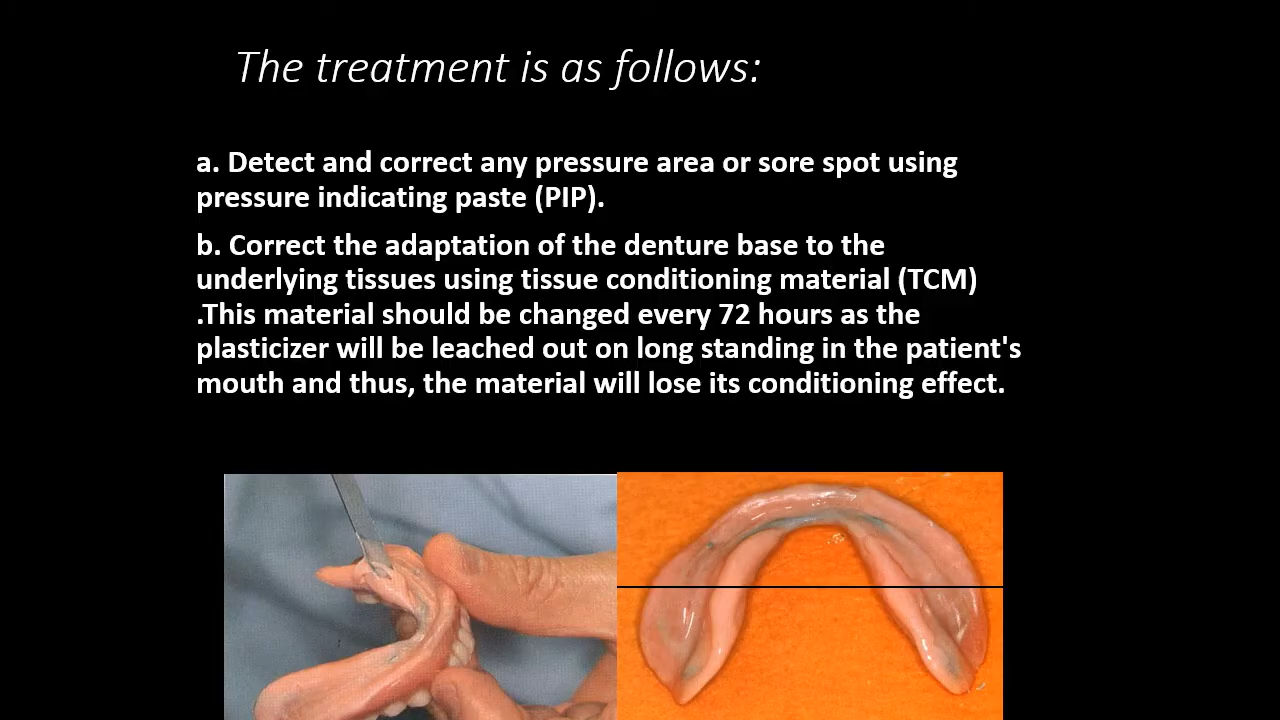 The treatment is as follows:
a. Detect and correct any pressure area or sore spot using
pressure indicating paste (PIP).
b. Correct the adaptation of the denture base to the
underlying tissues using tissue conditioning material (TCM)
.This material should be changed every 72 hours as the
plasticizer will be leached out on long standing in the patient's
mouth and thus, the material will lose its conditioning effect.